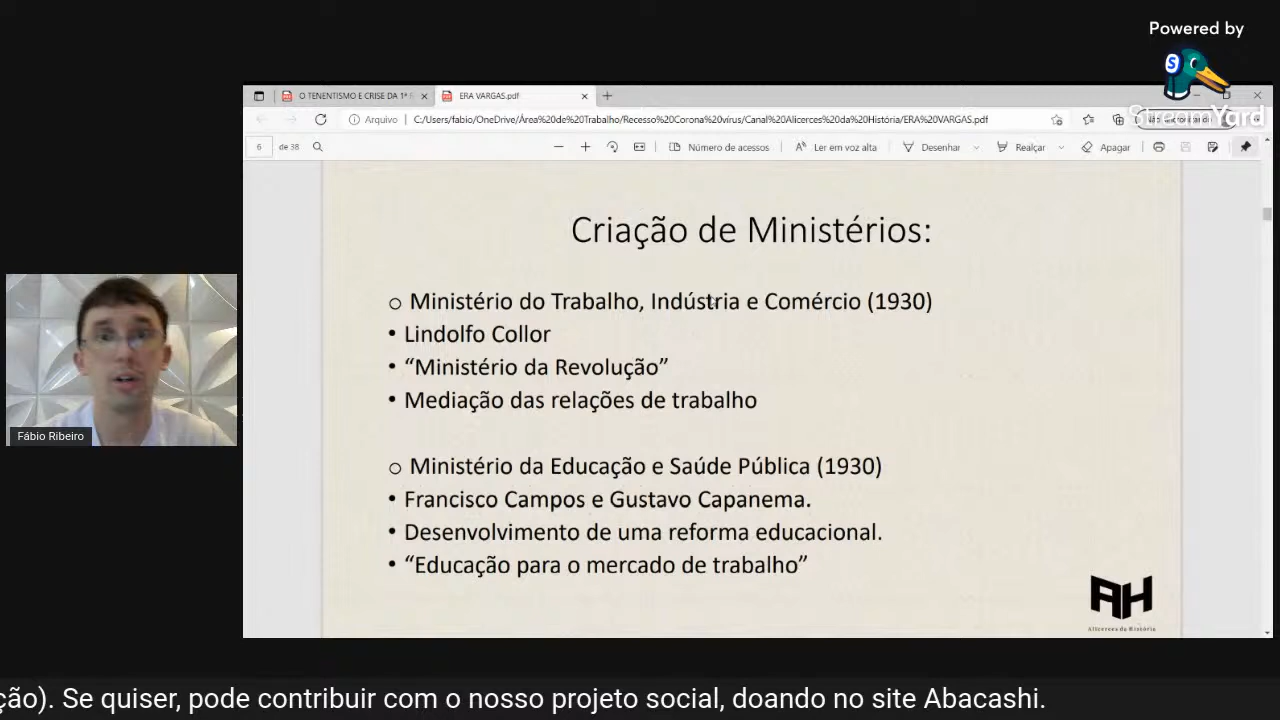 Powered by
StreamYard
O TENENTISMO E CRISE DA 1ª
ERA VARGAS.pdf
Arquivo
C:/Users/fabio/OneDrive/Área%20de%20Trabalho/Recesso%20Corona%20vírus/Canal%20Alicerces%20da%20História/ERA%20VARGAS.pdf
6 de 38
Número de acessos
Ler em voz alta
Desenhar
Realçar
Apagar
Criação de Ministérios:
o Ministério do Trabalho, Indústria e Comércio (1930)
• Lindolfo Collor
• “Ministério da Revolução”
• Mediação das relações de trabalho
o Ministério da Educação e Saúde Pública (1930)
• Francisco Campos e Gustavo Capanema.
• Desenvolvimento de uma reforma educacional.
• “Educação para o mercado de trabalho”
AH
Alicerces da História
Fábio Ribeiro
ção). Se quiser, pode contribuir com o nosso projeto social, doando no site Abacashi.